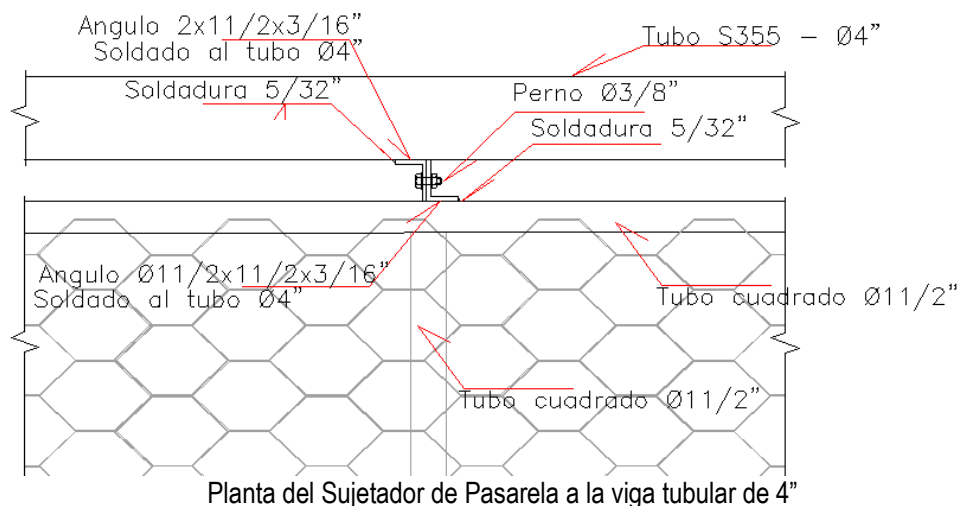 Angulo 2x11/2x3/16”
Soldado al tubo Ø4”
Tubo S355 – Ø4”
Soldadura 5/32”
Perno Ø3/8”
Soldadura 5/32”
Angulo Ø11/2x11/2x3/16”
Soldado al tubo Ø4”
Tubo cuadrado Ø11/2”
Tubo cuadrado Ø11/2”
Planta del Sujetador de Pasarela a la viga tubular de 4”